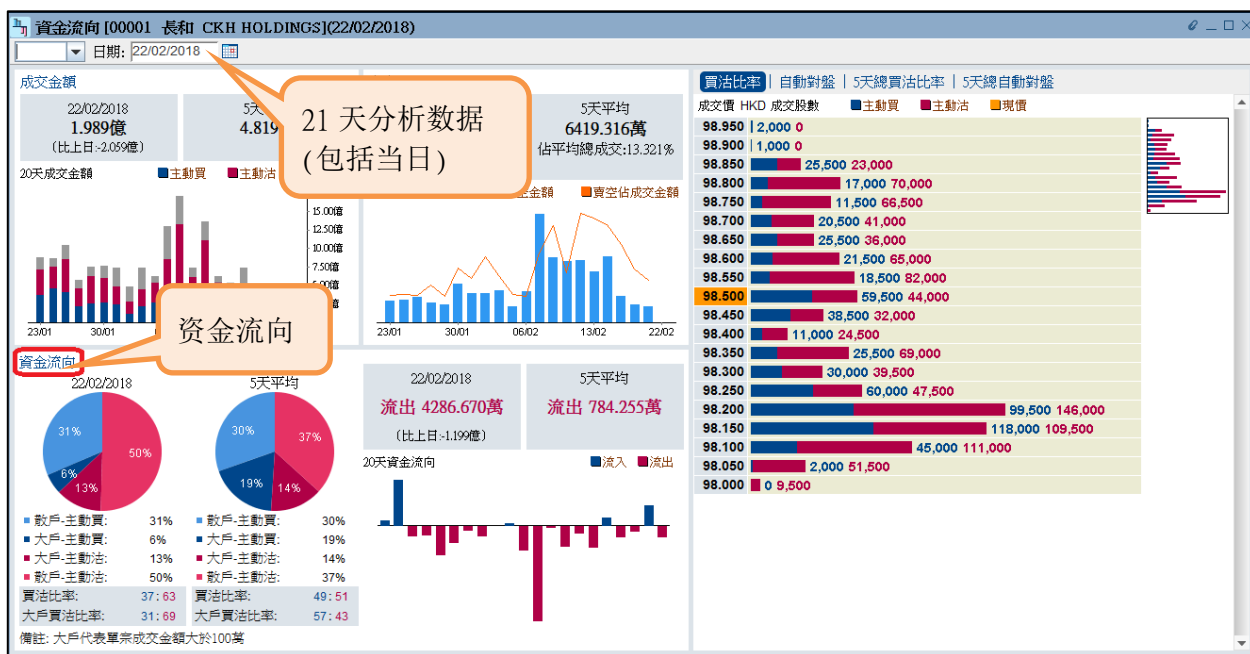 資金流向 [00001 長和 CKH HOLDINGS](22/02/2018)
日期: 22/02/2018
21 天分析数据
(包括当日)
成交金額
22/02/2018
1.989億
(比上日:-2.059億)
4.819
20天成交金額 主動買 主動沽
15.00億
12.50億
10.00億
7.50億
23/01 30/01
5天平均
6419.316萬
佔平均總成交:13.321%
金額 賣空佔成交金額
23/01 30/01 06/02 13/02 22/02
资金流向
資金流向
22/02/2018 5天平均
31% 50% 6% 13%
30% 37% 19% 14%
散戶-主動買: 31% 散戶-主動買: 30%
大戶-主動買: 6% 大戶-主動買: 19%
大戶-主動沽: 13% 大戶-主動沽: 14%
散戶-主動沽: 50% 散戶-主動沽: 37%
買沽比率: 37:63 買沽比率: 49:51
大戶買沽比率: 31:69 大戶買沽比率: 57:43
備註: 大戶代表單宗成交金額大於100萬
22/02/2018 5天平均
流出 4286.670萬 流出 784.255萬
(比上日:-1.199億)
20天資金流向 流入 流出
買沽比率 | 自動對盤 | 5天總買沽比率 | 5天總自動對盤
成交價 HKD 成交股數 主動買 主動沽 現價
98.950 2,000 0
98.900 1,000 0
98.850 25,500 23,000
98.800 17,000 70,000
98.750 11,500 66,500
98.700 20,500 41,000
98.650 25,500 36,000
98.600 21,500 65,000
98.550 18,500 82,000
98.500 59,500 44,000
98.450 38,500 32,000
98.400 11,000 24,500
98.350 25,500 69,000
98.300 30,000 39,500
98.250 60,000 47,500
98.200 99,500 146,000
98.150 118,000 109,500
98.100 45,000 111,000
98.050 2,000 51,500
98.000 0 9,500